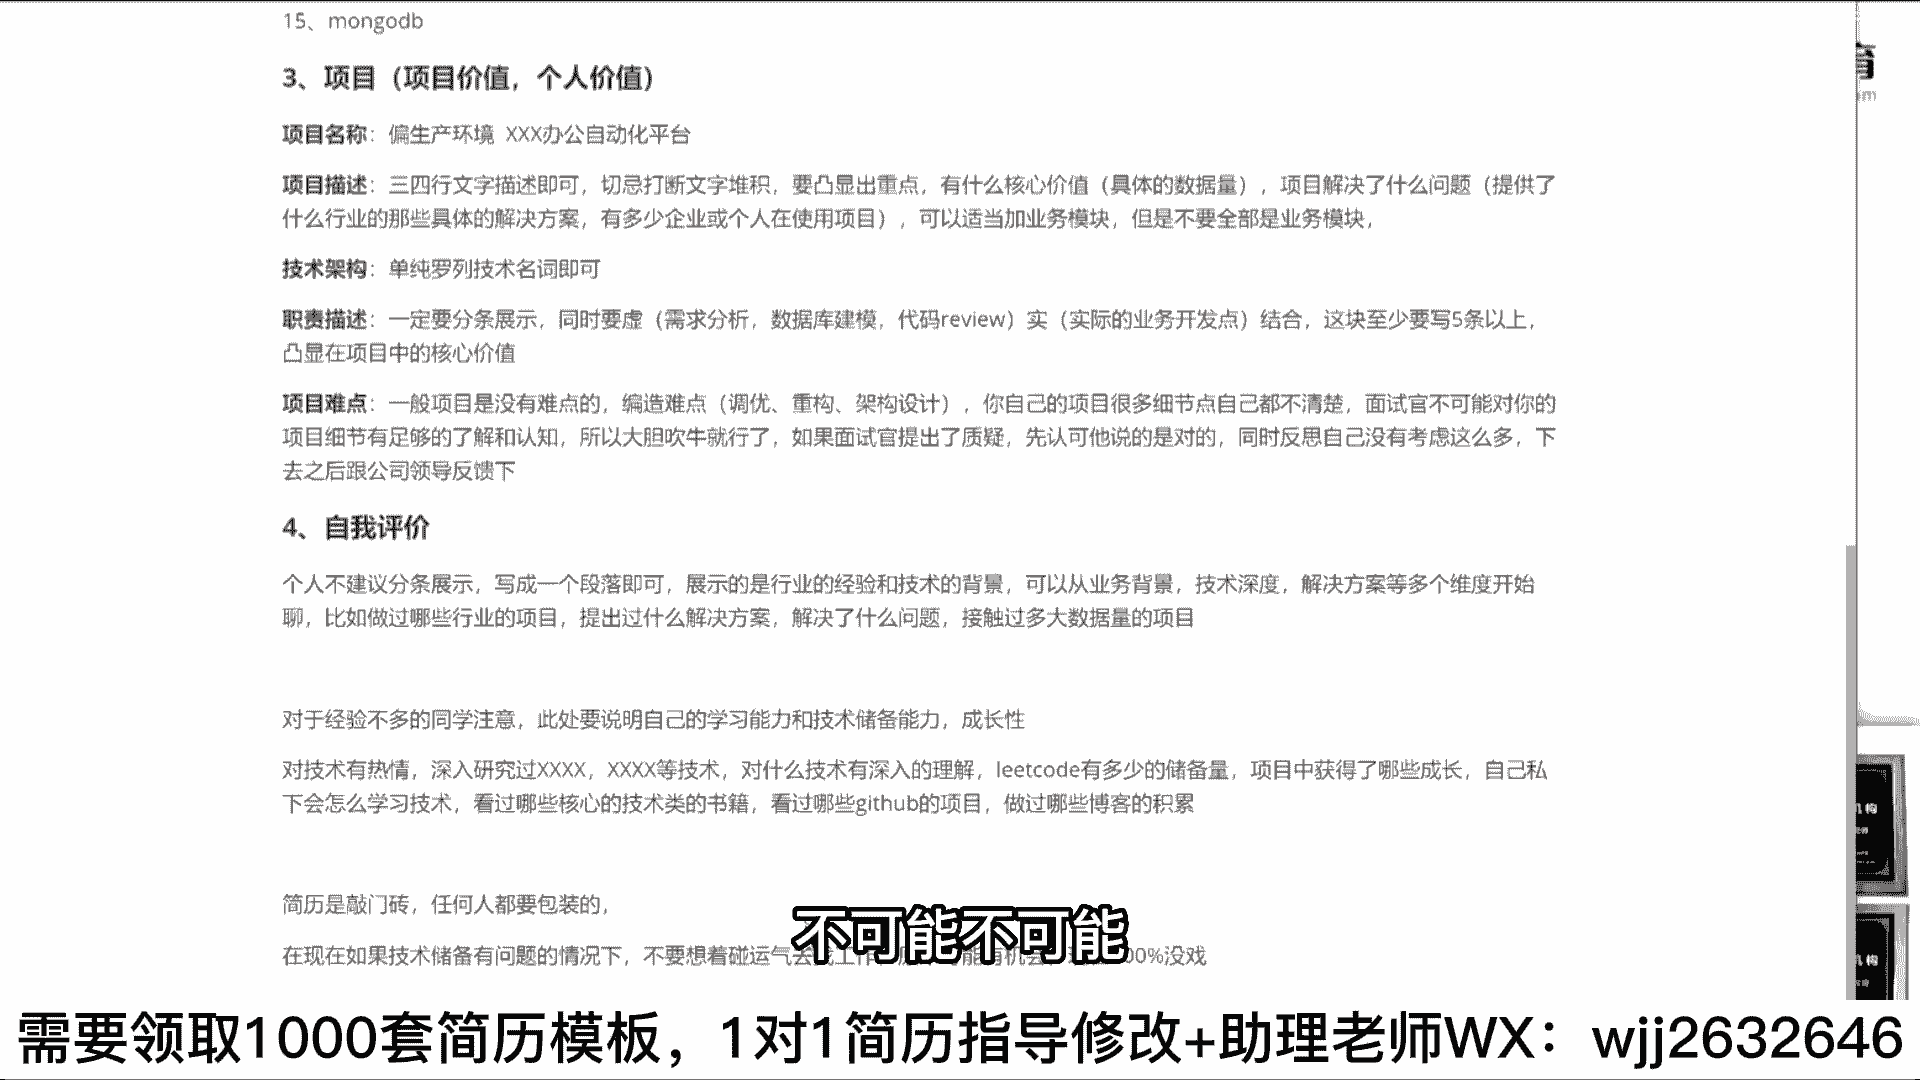 15、mongodb
3、项目（项目价值，个人价值）
项目名称：偏生产环境 XXX办公自动化平台
项目描述：三四行文字描述即可，切忌打断文字堆积，要凸显出重点，有什么核心价值（具体的数据量），项目解决了什么问题（提供了
什么行业的那些具体的解决方案，有多少企业或个人在使用项目），可以适当加业务模块，但是不要全部是业务模块，
技术架构：单纯罗列技术名词即可
职责描述：一定要分条展示，同时要虚（需求分析，数据库建模，代码review）实（实际的业务开发点）结合，这块至少要写5条以上，
凸显在项目中的核心价值
项目难点：一般项目是没有难点的，编造难点（调优、重构、架构设计），你自己的项目很多细节点自己都不清楚，面试官不可能对你的
项目细节有足够的了解和认知，所以大胆吹牛就行了，如果面试官提出了质疑，先认可他说的是对的，同时反思自己没有考虑这么多，下
去之后跟公司领导反馈下
4、自我评价
个人不建议分条展示，写成一个段落即可，展示的是行业的经验和技术的背景，可以从业务背景，技术深度，解决方案等多个维度开始
聊，比如做过哪些行业的项目，提出过什么解决方案，解决了什么问题，接触过多大数据量的项目
对于经验不多的同学注意，此处要说明自己的学习能力和技术储备能力，成长性
对技术有热情，深入研究过XXXX，XXXX等技术，对什么技术有深入的理解，leetcode有多少的储备量，项目中获得了哪些成长，自己私
下会怎么学习技术，看过哪些核心的技术类的书籍，看过哪些github的项目，做过哪些博客的积累
简历是敲门砖，任何人都要包装的，
在现在如果技术储备有问题的情况下，不要想着碰运气去找工作 00%没戏
不可能不可能
需要领取1000套简历模板，1对1简历指导修改+助理老师WX：wjj2632646
育
om
机构
机构